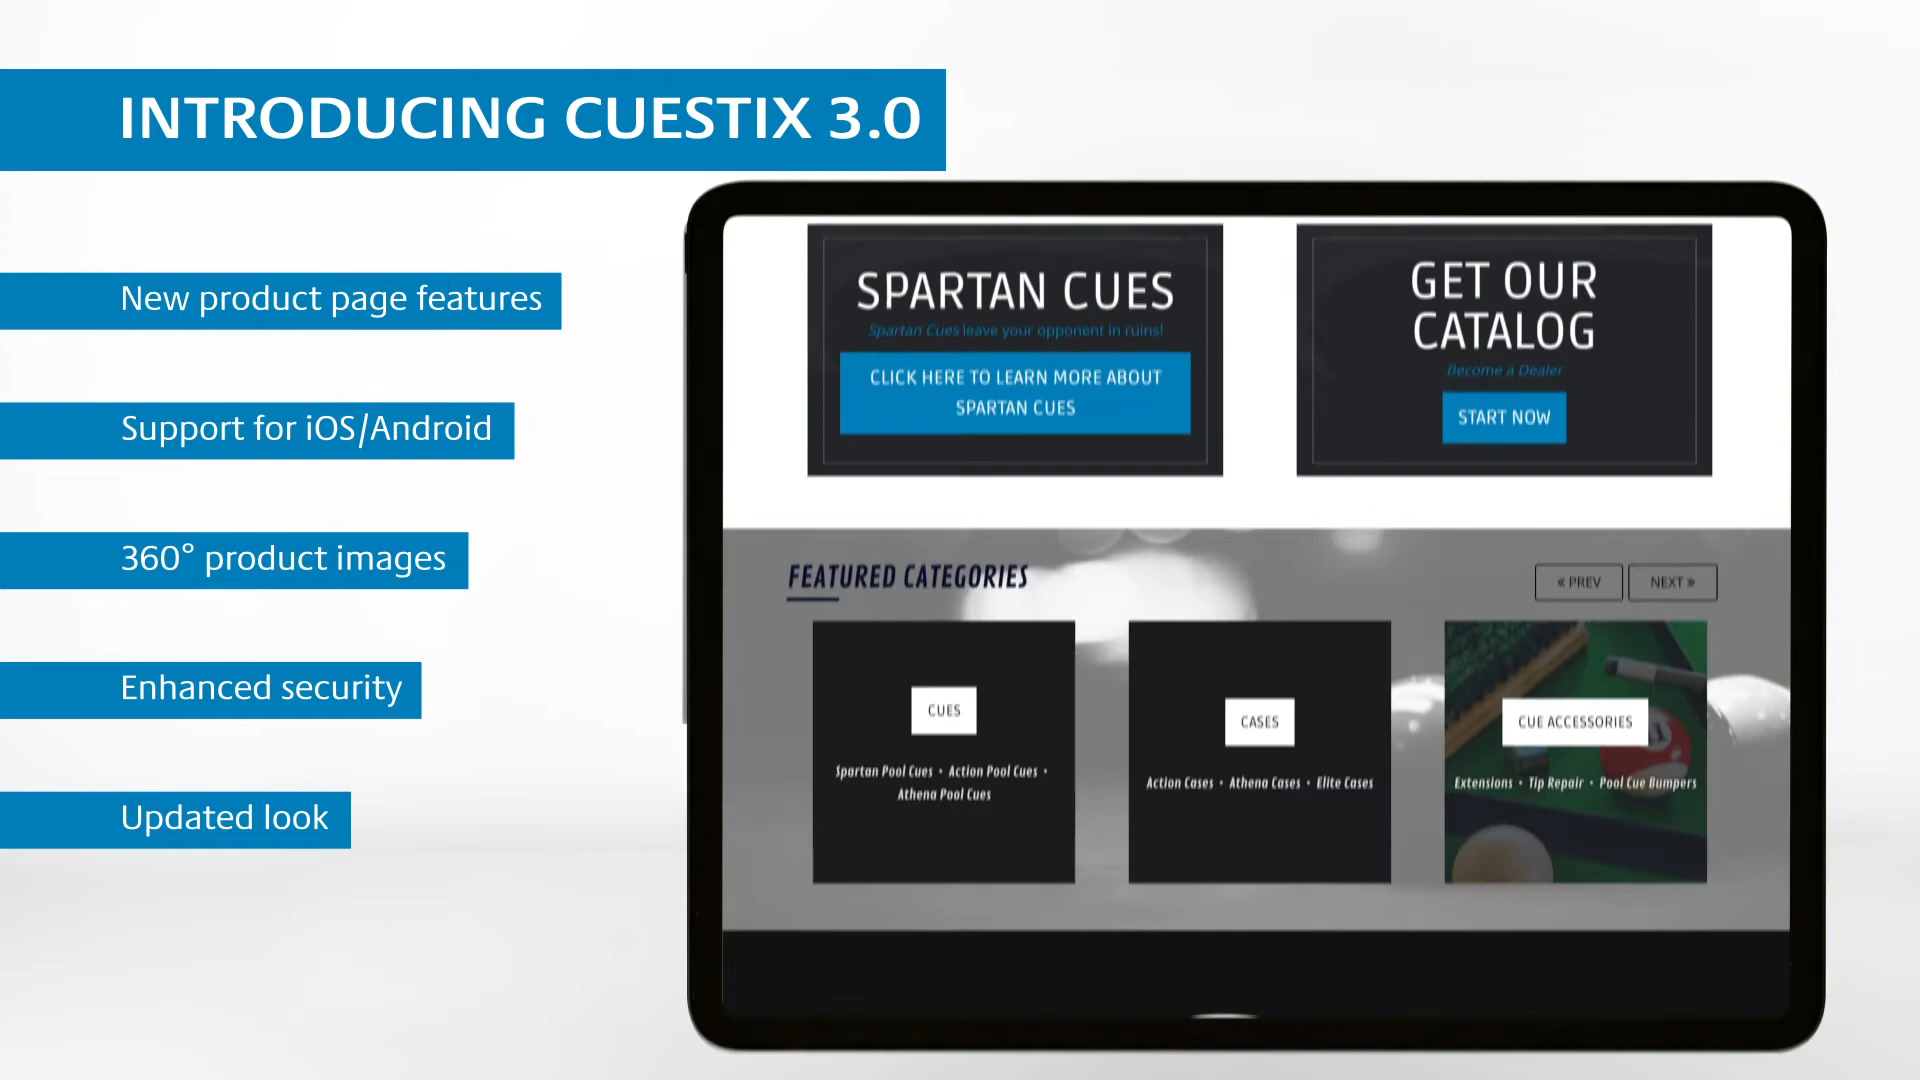 INTRODUCING CUESTIX 3.0
New product page features
Support for iOS/Android
360° product images
Enhanced security
Updated look
SPARTAN CUES
Spartan Cues leave your opponent in ruins!
CLICK HERE TO LEARN MORE ABOUT
SPARTAN CUES
GET OUR
CATALOG
Become a Dealer
START NOW
FEATURED CATEGORIES
« PREV
NEXT »
CUES
Spartan Pool Cues • Action Pool Cues •
Athena Pool Cues
CASES
Action Cases • Athena Cases • Elite Cases
CUE ACCESSORIES
Extensions • Tip Repair • Pool Cue Bumpers